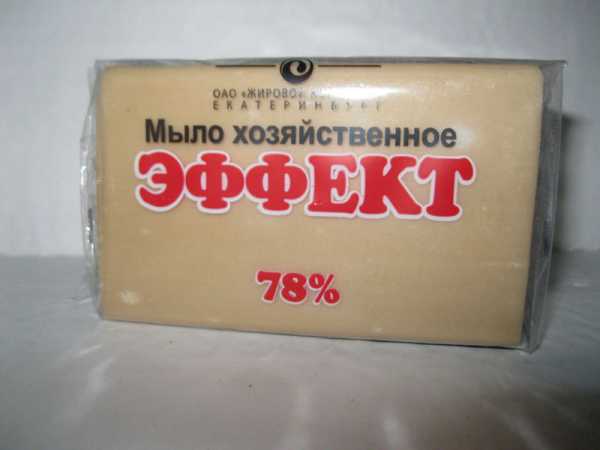 ОАО «ЖИРОВОЙ
ЕКАТЕРИНБУРГ
Мыло хозяйственное
ЭФФЕКТ
78%